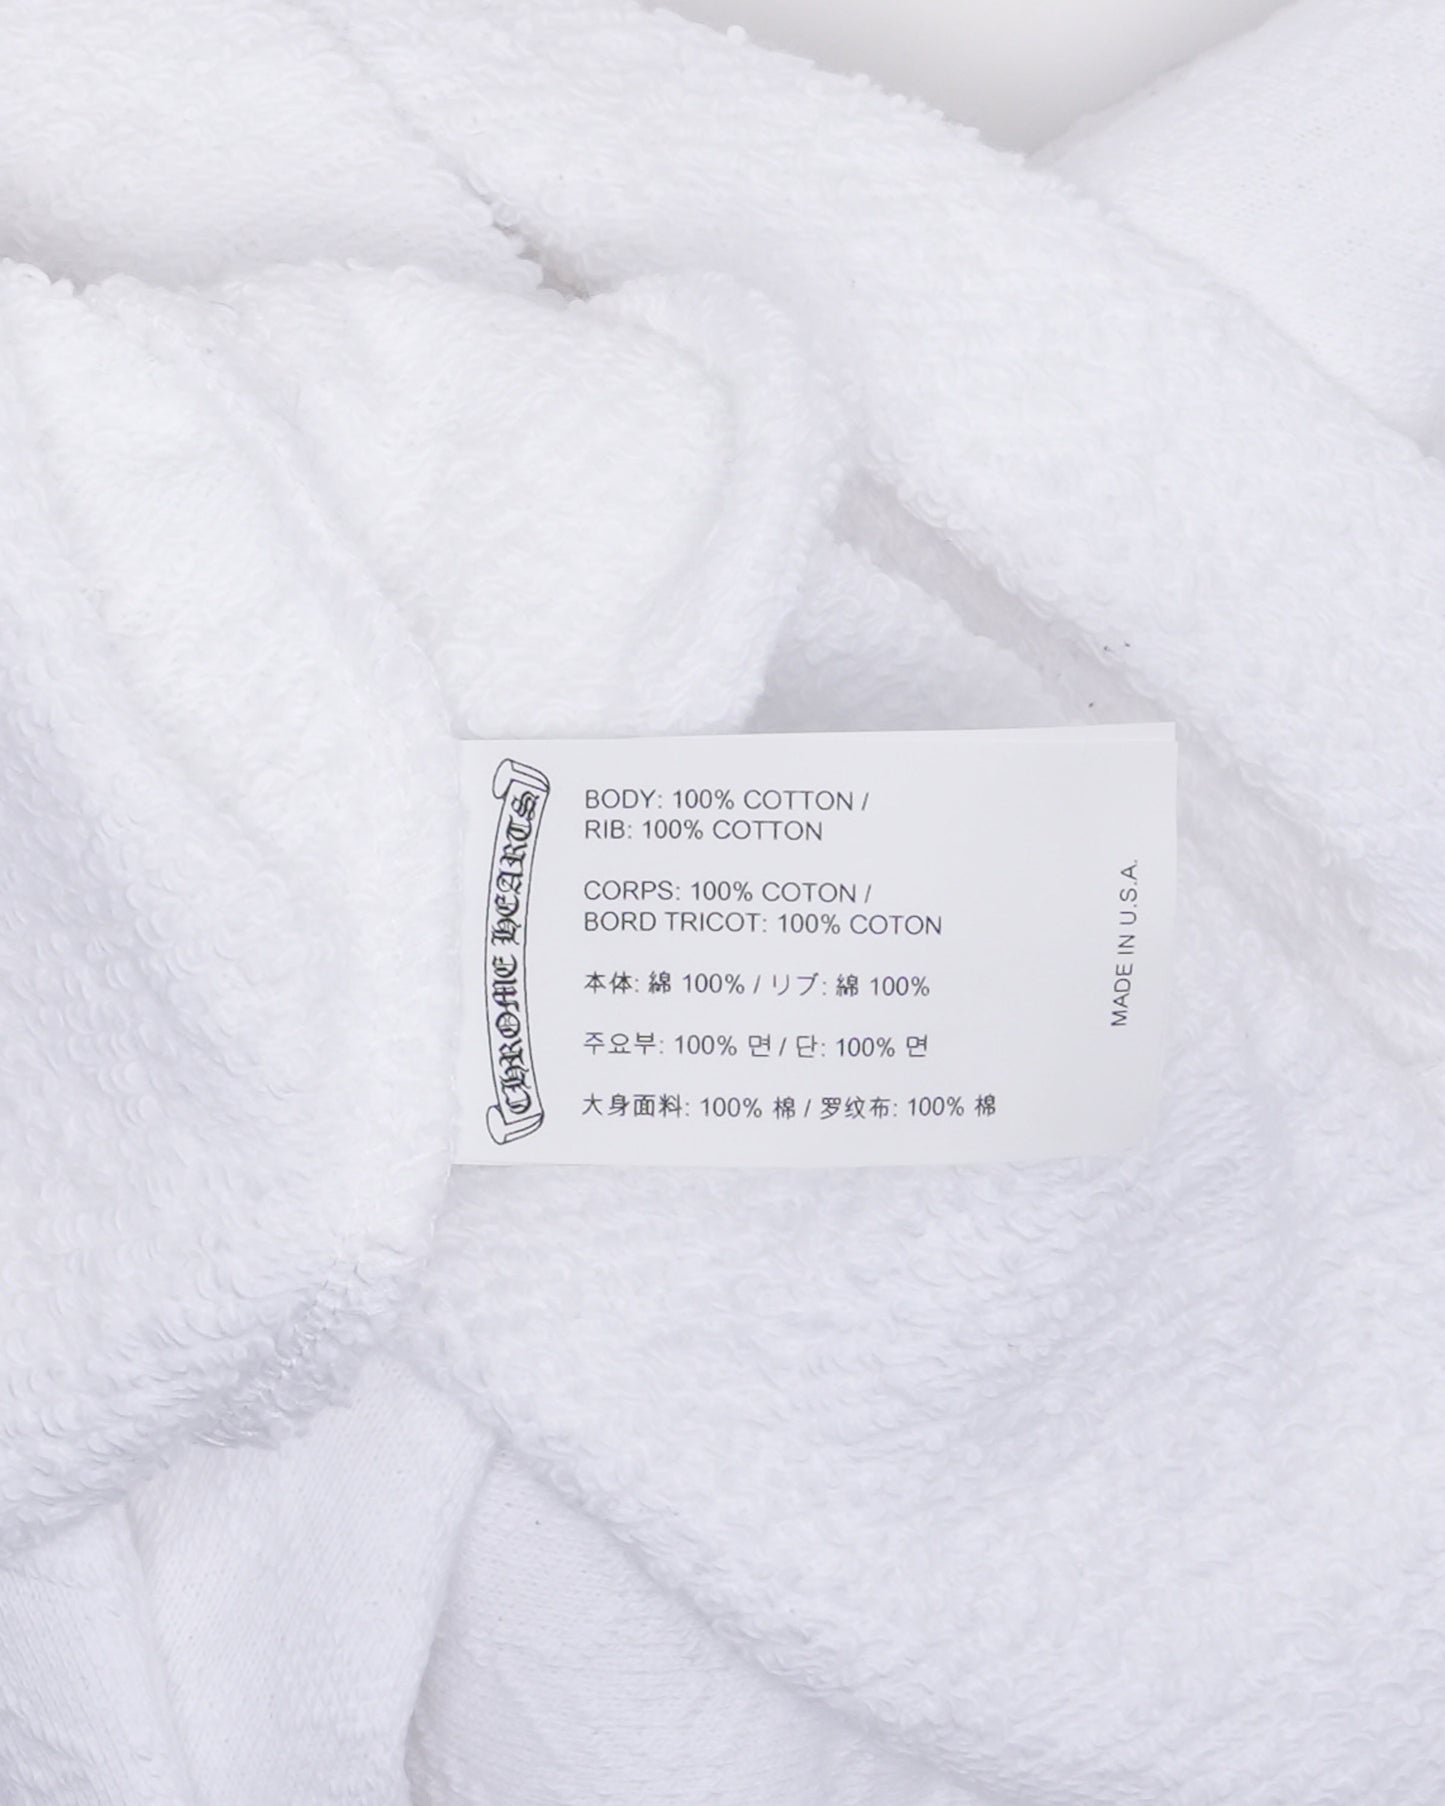 CHROME HEARTS
BODY: 100% COTTON /
RIB: 100% COTTON
CORPS: 100% COTON /
BORD TRICOT: 100% COTON
本体: 綿 100% / リブ: 綿 100%
주요부: 100% 면 / 단: 100% 면
大身面料: 100% 棉 / 罗纹布: 100% 棉
MADE IN U.S.A.